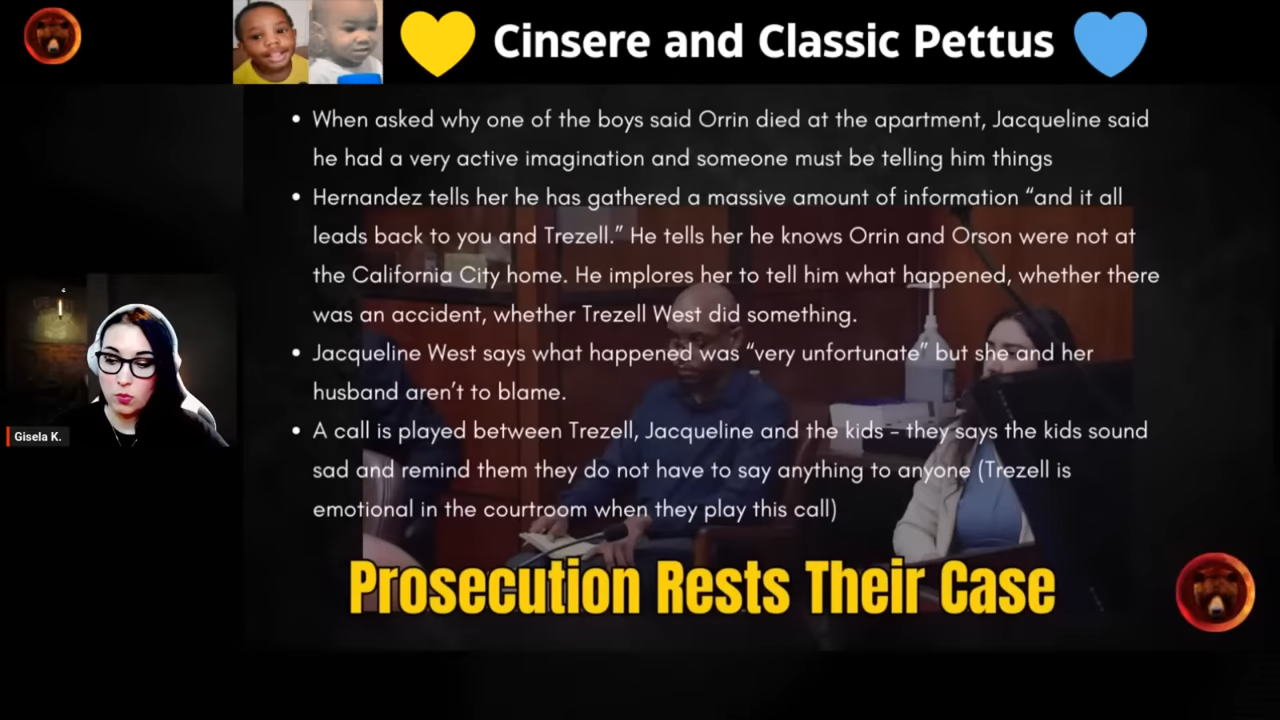 Cinsere and Classic Pettus
• When asked why one of the boys said Orrin died at the apartment, Jacqueline said
he had a very active imagination and someone must be telling him things
• Hernandez tells her he has gathered a massive amount of information “and it all
leads back to you and Trezell.” He tells her he knows Orrin and Orson were not at
the California City home. He implores her to tell him what happened, whether there
was an accident, whether Trezell West did something.
• Jacqueline West says what happened was “very unfortunate” but she and her
husband aren’t to blame.
• A call is played between Trezell, Jacqueline and the kids – they says the kids sound
sad and remind them they do not have to say anything to anyone (Trezell is
emotional in the courtroom when they play this call)
Gisela K.
Prosecution Rests Their Case